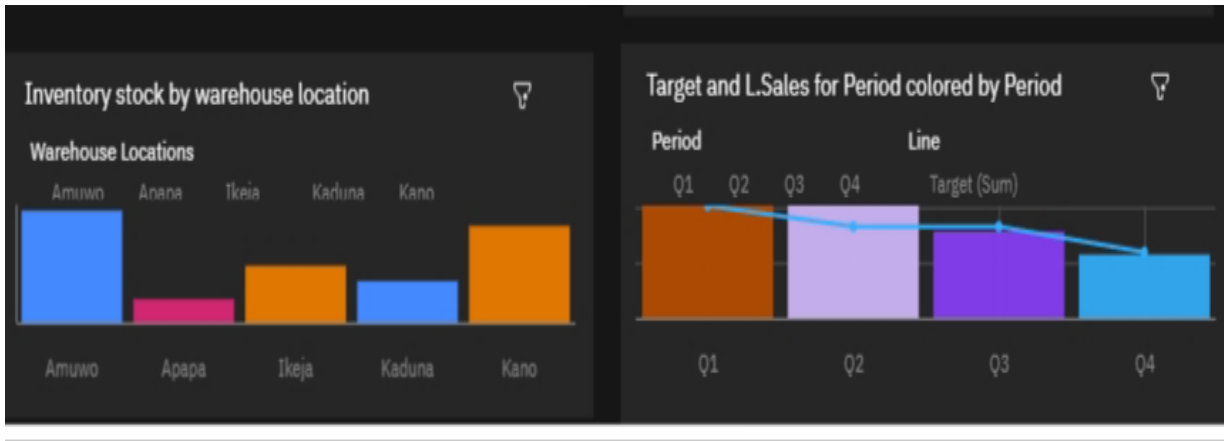 Inventory stock by warehouse location
Warehouse Locations
Amuwo Apapa Ikeja Kaduna Kano
Amuwo Apapa Ikeja Kaduna Kano
Target and L.Sales for Period colored by Period
Period Line
Q1 Q2 Q3 Q4 Target (Sum)
Q1 Q2 Q3 Q4